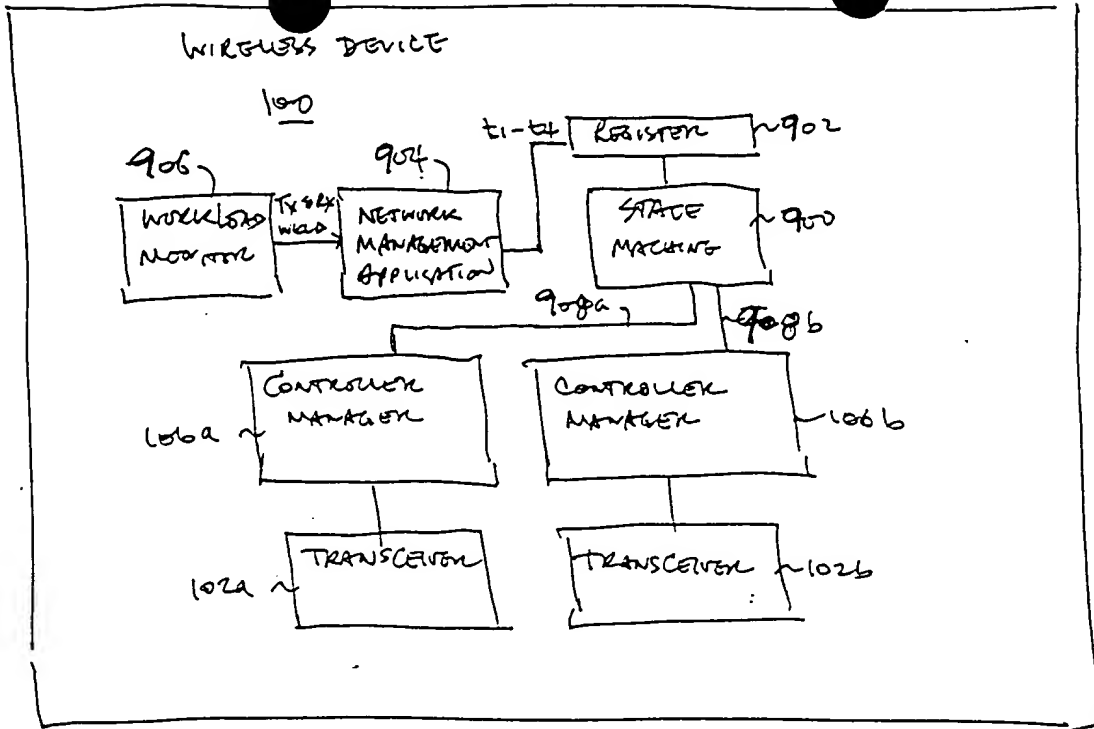 WIRELESS DEVICE
100
t1-t4
REGISTER
902
906
904
WORKLOAD
MONITOR
TX & RX
WKLD
NETWORK
MANAGEMENT
APPLICATION
STATE
MACHINE
900
908a
908b
CONTROLLER
MANAGER
106a
CONTROLLER
MANAGER
106b
TRANSCEIVER
102a
TRANSCEIVER
102b